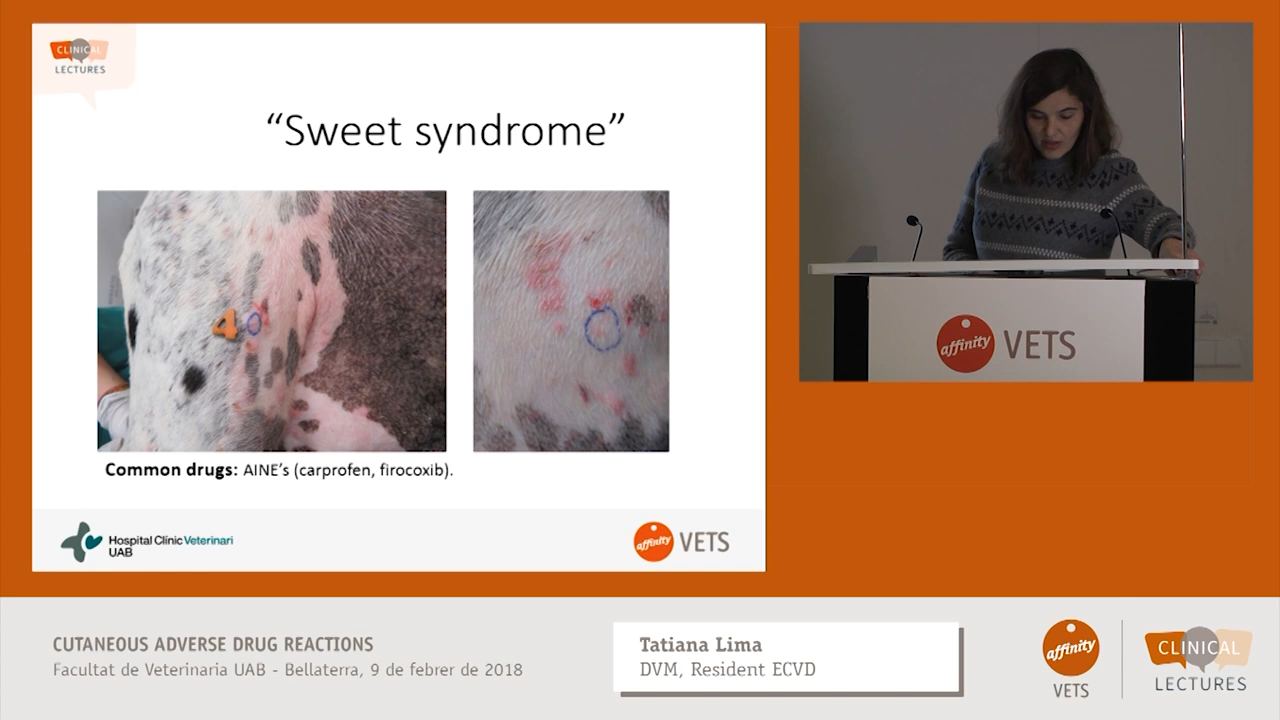 CLINICAL
LECTURES
“Sweet syndrome”
4
Common drugs: AINE’s (carprofen, firocoxib).
Hospital Clínic Veterinari
UAB
affinity VETS
affinity VETS
CUTANEOUS ADVERSE DRUG REACTIONS
Facultat de Veterinaria UAB - Bellaterra, 9 de febrer de 2018
Tatiana Lima
DVM, Resident ECVD
affinity
VETS
CLINICAL
LECTURES